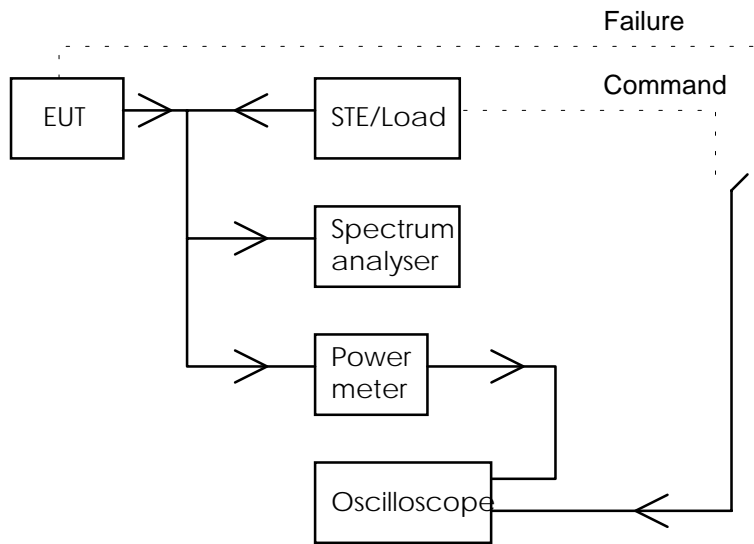 Failure
Command
EUT
STE/Load
Spectrum
analyser
Power
meter
Oscilloscope